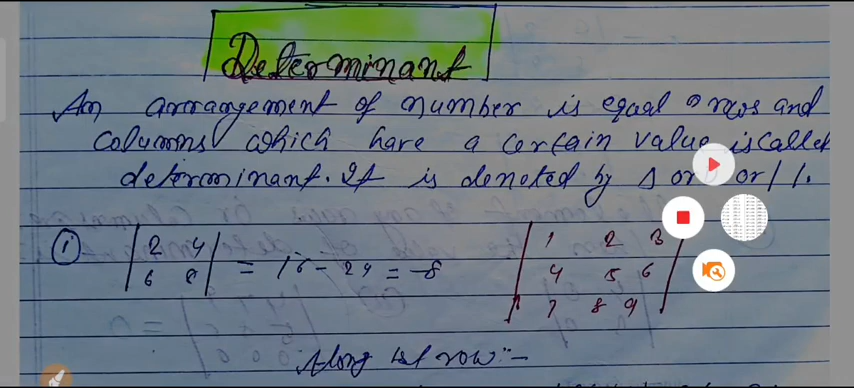 Determinant
An arrangement of number is equal rows and
columns which have a certain value is called
determinant. It is denoted by Δ or D or | |.
(i) | 2 4 | = 16 - 24 = -8 | 1 2 3 |
| 6 8 | | 4 5 6 |
| 7 8 9 |
Along 1st row:-